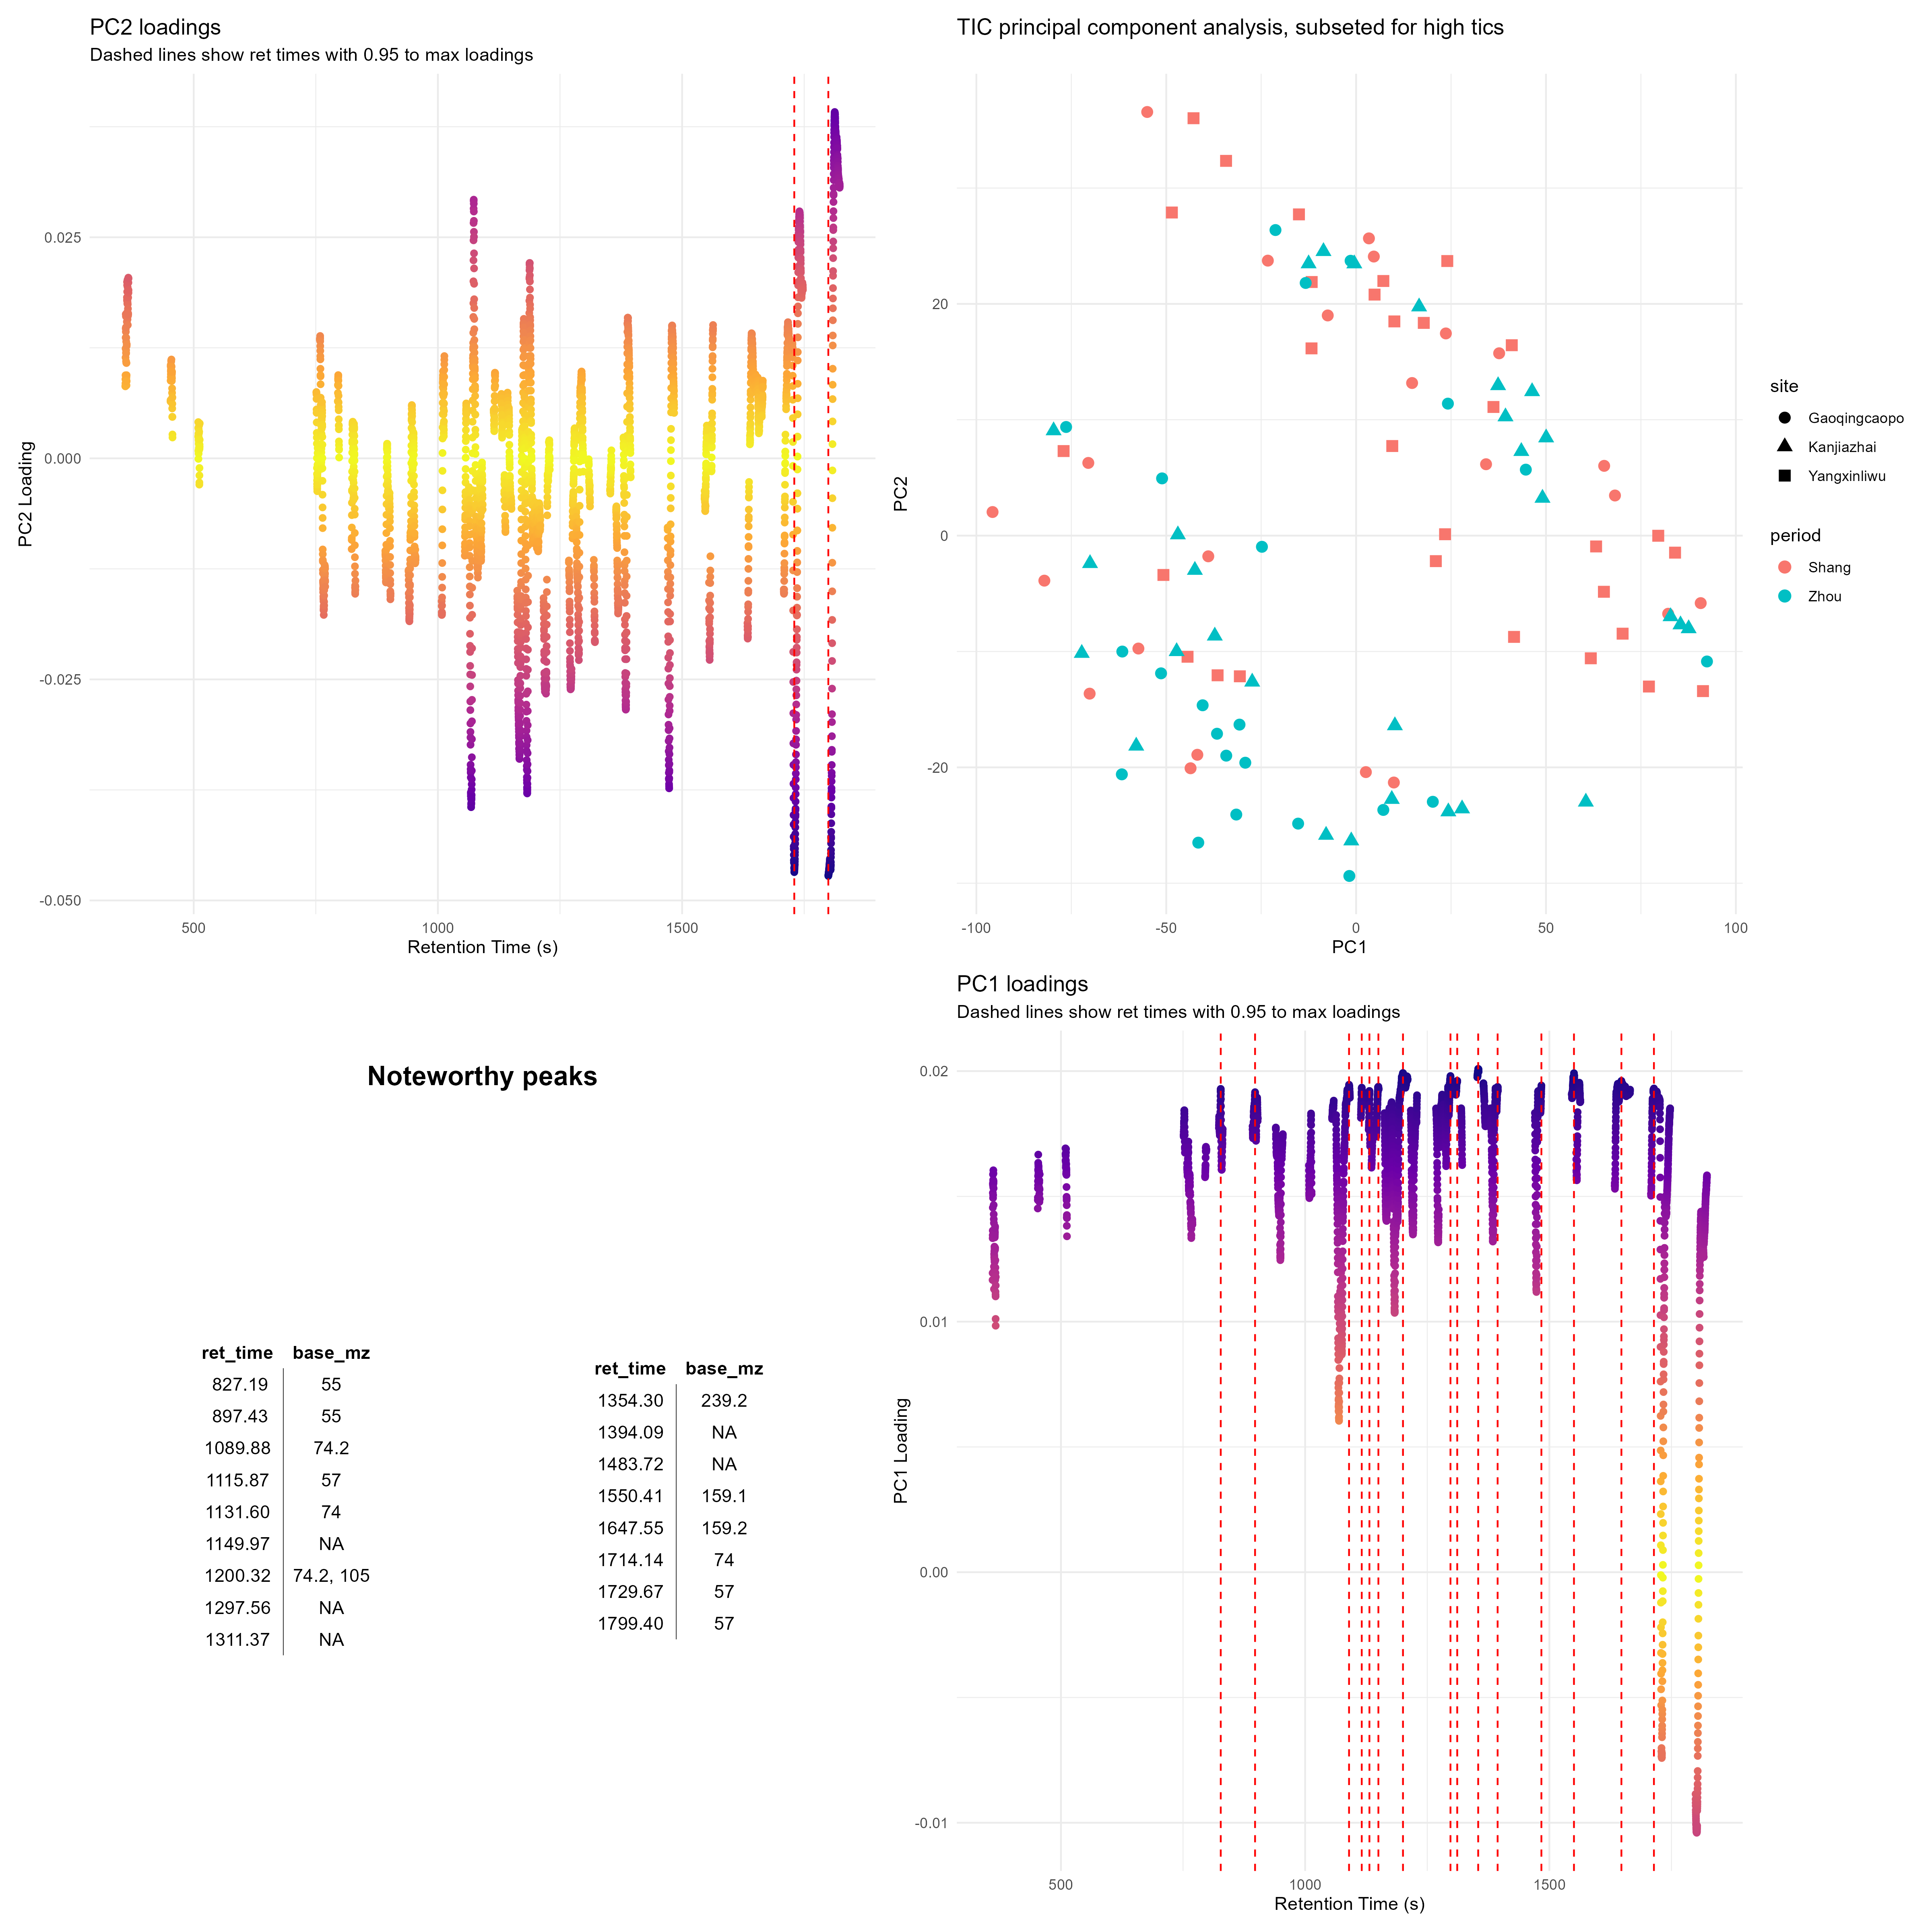 PC2 loadings
Dashed lines show ret times with 0.95 to max loadings
PC2 Loading
0.025
0.000
-0.025
-0.050
500 1000 1500
Retention Time (s)
TIC principal component analysis, subseted for high tics
PC2
20
0
-20
-100 -50 0 50 100
PC1
site
Gaoqingcaopo
Kanjiazhai
Yangxinliwu
period
Shang
Zhou
Noteworthy peaks
ret_time base_mz
827.19 55
897.43 55
1089.88 74.2
1115.87 57
1131.60 74
1149.97 NA
1200.32 74.2, 105
1297.56 NA
1311.37 NA
ret_time base_mz
1354.30 239.2
1394.09 NA
1483.72 NA
1550.41 159.1
1647.55 159.2
1714.14 74
1729.67 57
1799.40 57
PC1 loadings
Dashed lines show ret times with 0.95 to max loadings
PC1 Loading
0.02
0.01
0.00
-0.01
500 1000 1500
Retention Time (s)